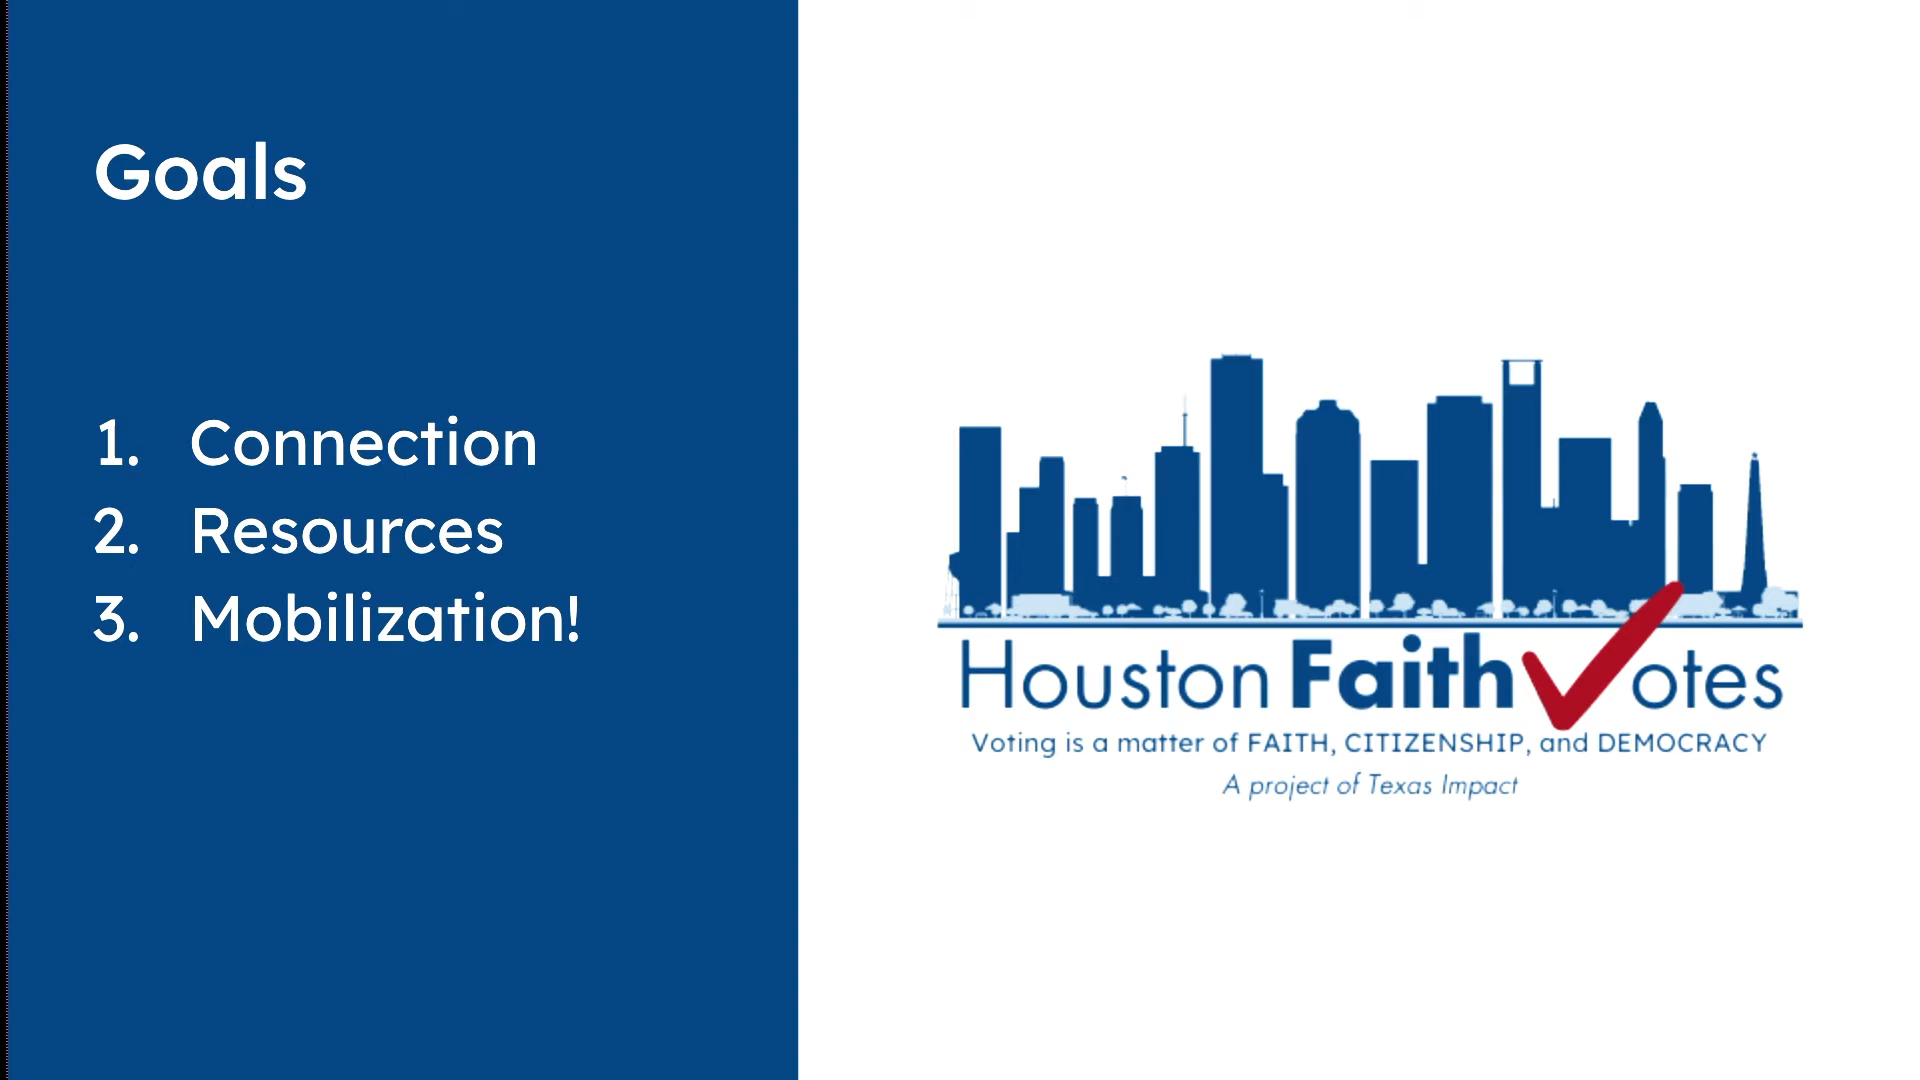 Goals
1. Connection
2. Resources
3. Mobilization!
Houston Faith Votes
Voting is a matter of FAITH, CITIZENSHIP, and DEMOCRACY
A project of Texas Impact